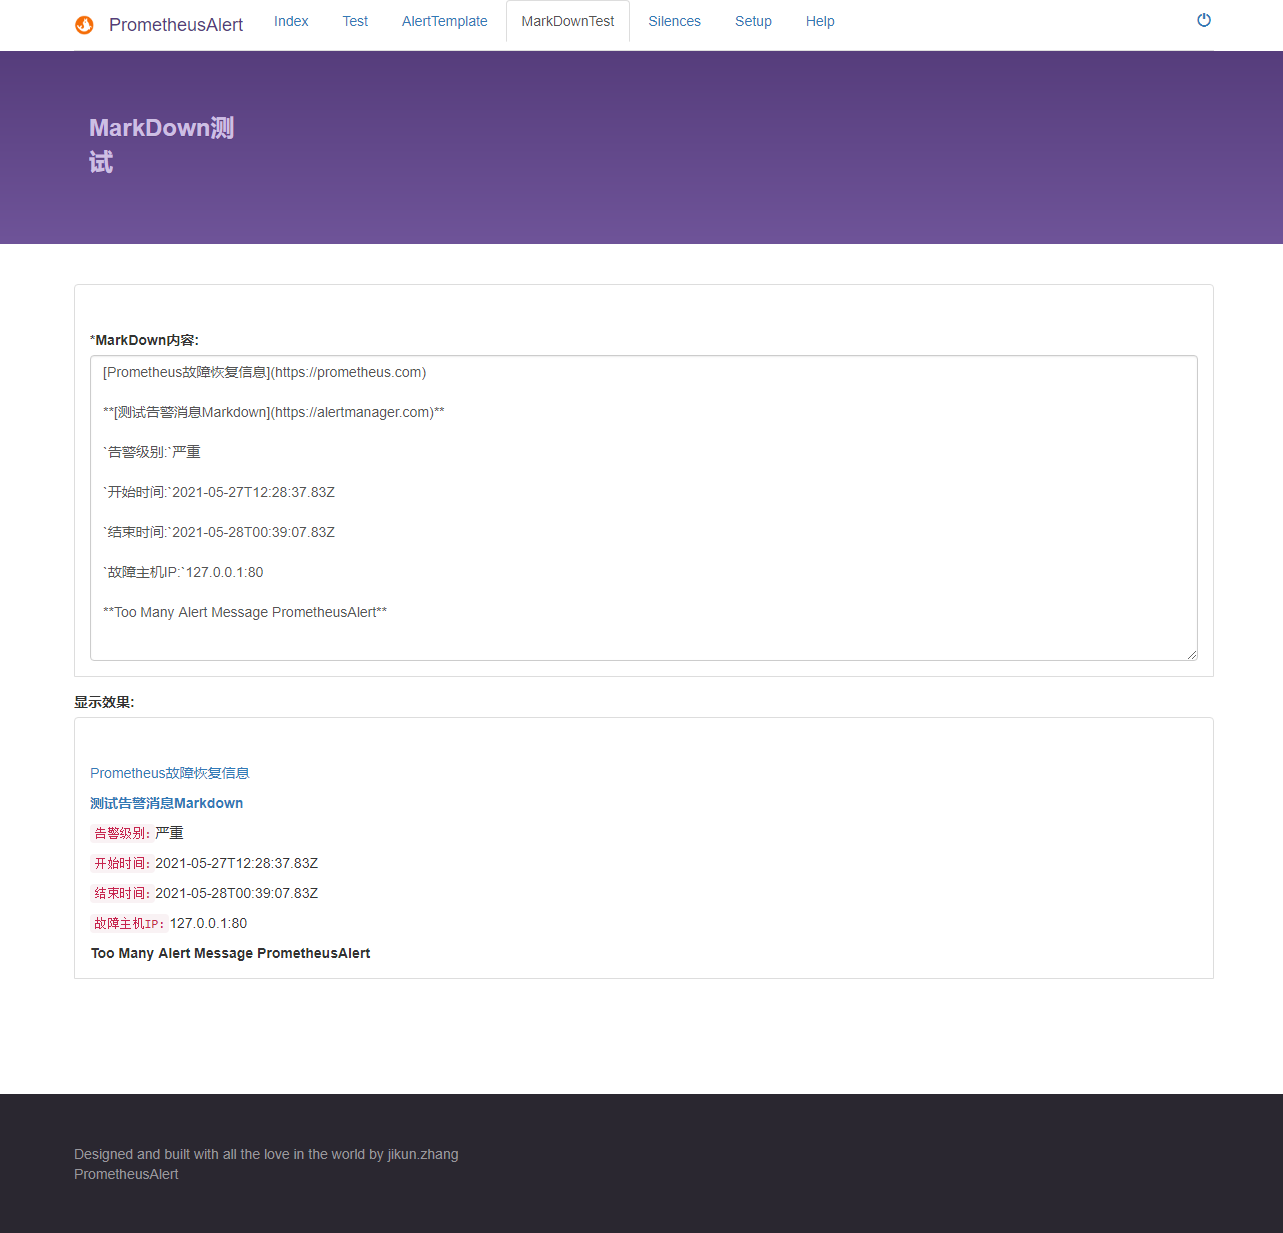 PrometheusAlert Index Test AlertTemplate MarkDownTest Silences Setup Help
MarkDown测
试
*MarkDown内容:
[Prometheus故障恢复信息](https://prometheus.com)
**[测试告警消息Markdown](https://alertmanager.com)**
`告警级别:`严重
`开始时间:`2021-05-27T12:28:37.83Z
`结束时间:`2021-05-28T00:39:07.83Z
`故障主机IP:`127.0.0.1:80
**Too Many Alert Message PrometheusAlert**
显示效果:
Prometheus故障恢复信息
测试告警消息Markdown
告警级别:严重
开始时间:2021-05-27T12:28:37.83Z
结束时间:2021-05-28T00:39:07.83Z
故障主机IP:127.0.0.1:80
Too Many Alert Message PrometheusAlert
Designed and built with all the love in the world by jikun.zhang
PrometheusAlert